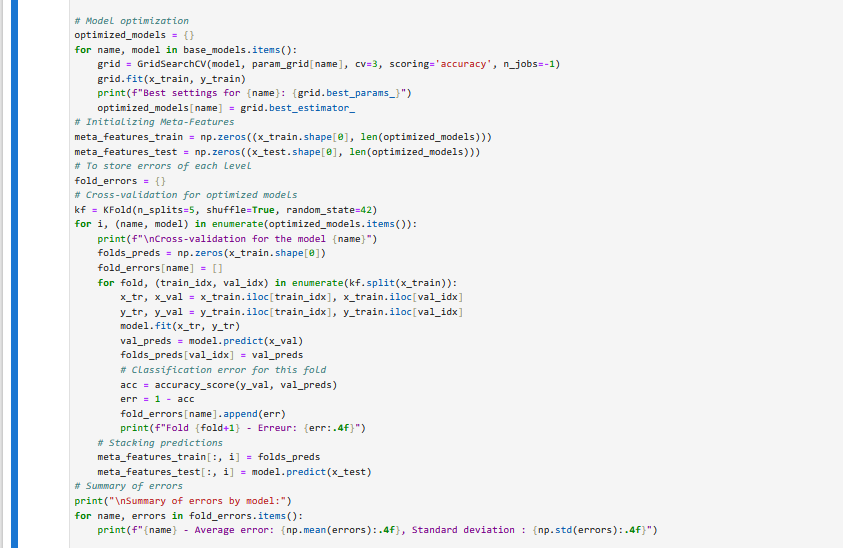 # Model optimization
optimized_models = {}
for name, model in base_models.items():
    grid = GridSearchCV(model, param_grid[name], cv=3, scoring='accuracy', n_jobs=-1)
    grid.fit(x_train, y_train)
    print(f"Best settings for {name}: {grid.best_params_}")
    optimized_models[name] = grid.best_estimator_
# Initializing Meta-Features
meta_features_train = np.zeros((x_train.shape[0], len(optimized_models)))
meta_features_test = np.zeros((x_test.shape[0], len(optimized_models)))
# To store errors of each level
fold_errors = {}
# Cross-validation for optimized models
kf = KFold(n_splits=5, shuffle=True, random_state=42)
for i, (name, model) in enumerate(optimized_models.items()):
    print(f"\nCross-validation for the model {name}")
    folds_preds = np.zeros(x_train.shape[0])
    fold_errors[name] = []
    for fold, (train_idx, val_idx) in enumerate(kf.split(x_train)):
        x_tr, x_val = x_train.iloc[train_idx], x_train.iloc[val_idx]
        y_tr, y_val = y_train.iloc[train_idx], y_train.iloc[val_idx]
        model.fit(x_tr, y_tr)
        val_preds = model.predict(x_val)
        folds_preds[val_idx] = val_preds
        # Classification error for this fold
        acc = accuracy_score(y_val, val_preds)
        err = 1 - acc
        fold_errors[name].append(err)
        print(f"Fold {fold+1} - Erreur: {err:.4f}")
    # Stacking predictions
    meta_features_train[:, i] = folds_preds
    meta_features_test[:, i] = model.predict(x_test)
# Summary of errors
print("\nSummary of errors by model:")
for name, errors in fold_errors.items():
    print(f"{name} - Average error: {np.mean(errors):.4f}, Standard deviation : {np.std(errors):.4f}")